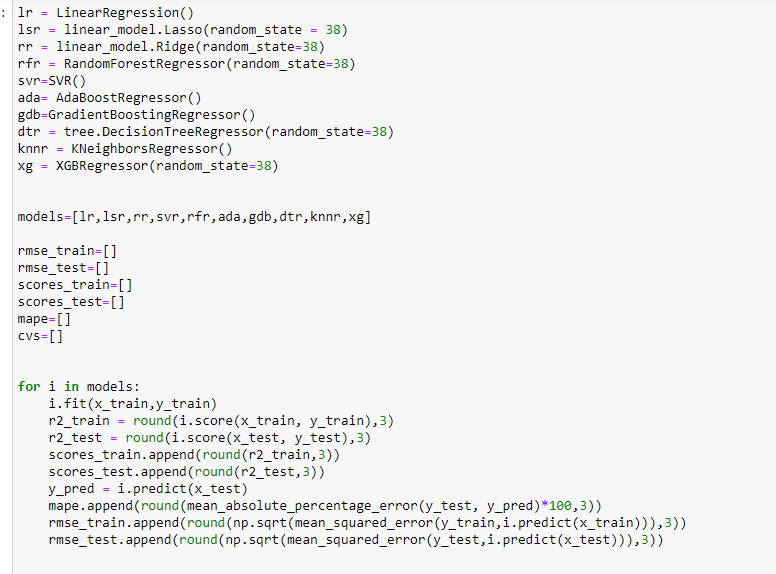 : lr = LinearRegression()
lsr = linear_model.Lasso(random_state = 38)
rr = linear_model.Ridge(random_state=38)
rfr = RandomForestRegressor(random_state=38)
svr=SVR()
ada= AdaBoostRegressor()
gdb=GradientBoostingRegressor()
dtr = tree.DecisionTreeRegressor(random_state=38)
knnr = KNeighborsRegressor()
xg = XGBRegressor(random_state=38)
models=[lr,lsr,rr,svr,rfr,ada,gdb,dtr,knnr,xg]
rmse_train=[]
rmse_test=[]
scores_train=[]
scores_test=[]
mape=[]
cvs=[]
for i in models:
    i.fit(x_train,y_train)
    r2_train = round(i.score(x_train, y_train),3)
    r2_test = round(i.score(x_test, y_test),3)
    scores_train.append(round(r2_train,3))
    scores_test.append(round(r2_test,3))
    y_pred = i.predict(x_test)
    mape.append(round(mean_absolute_percentage_error(y_test, y_pred)*100,3))
    rmse_train.append(round(np.sqrt(mean_squared_error(y_train,i.predict(x_train))),3))
    rmse_test.append(round(np.sqrt(mean_squared_error(y_test,i.predict(x_test))),3))